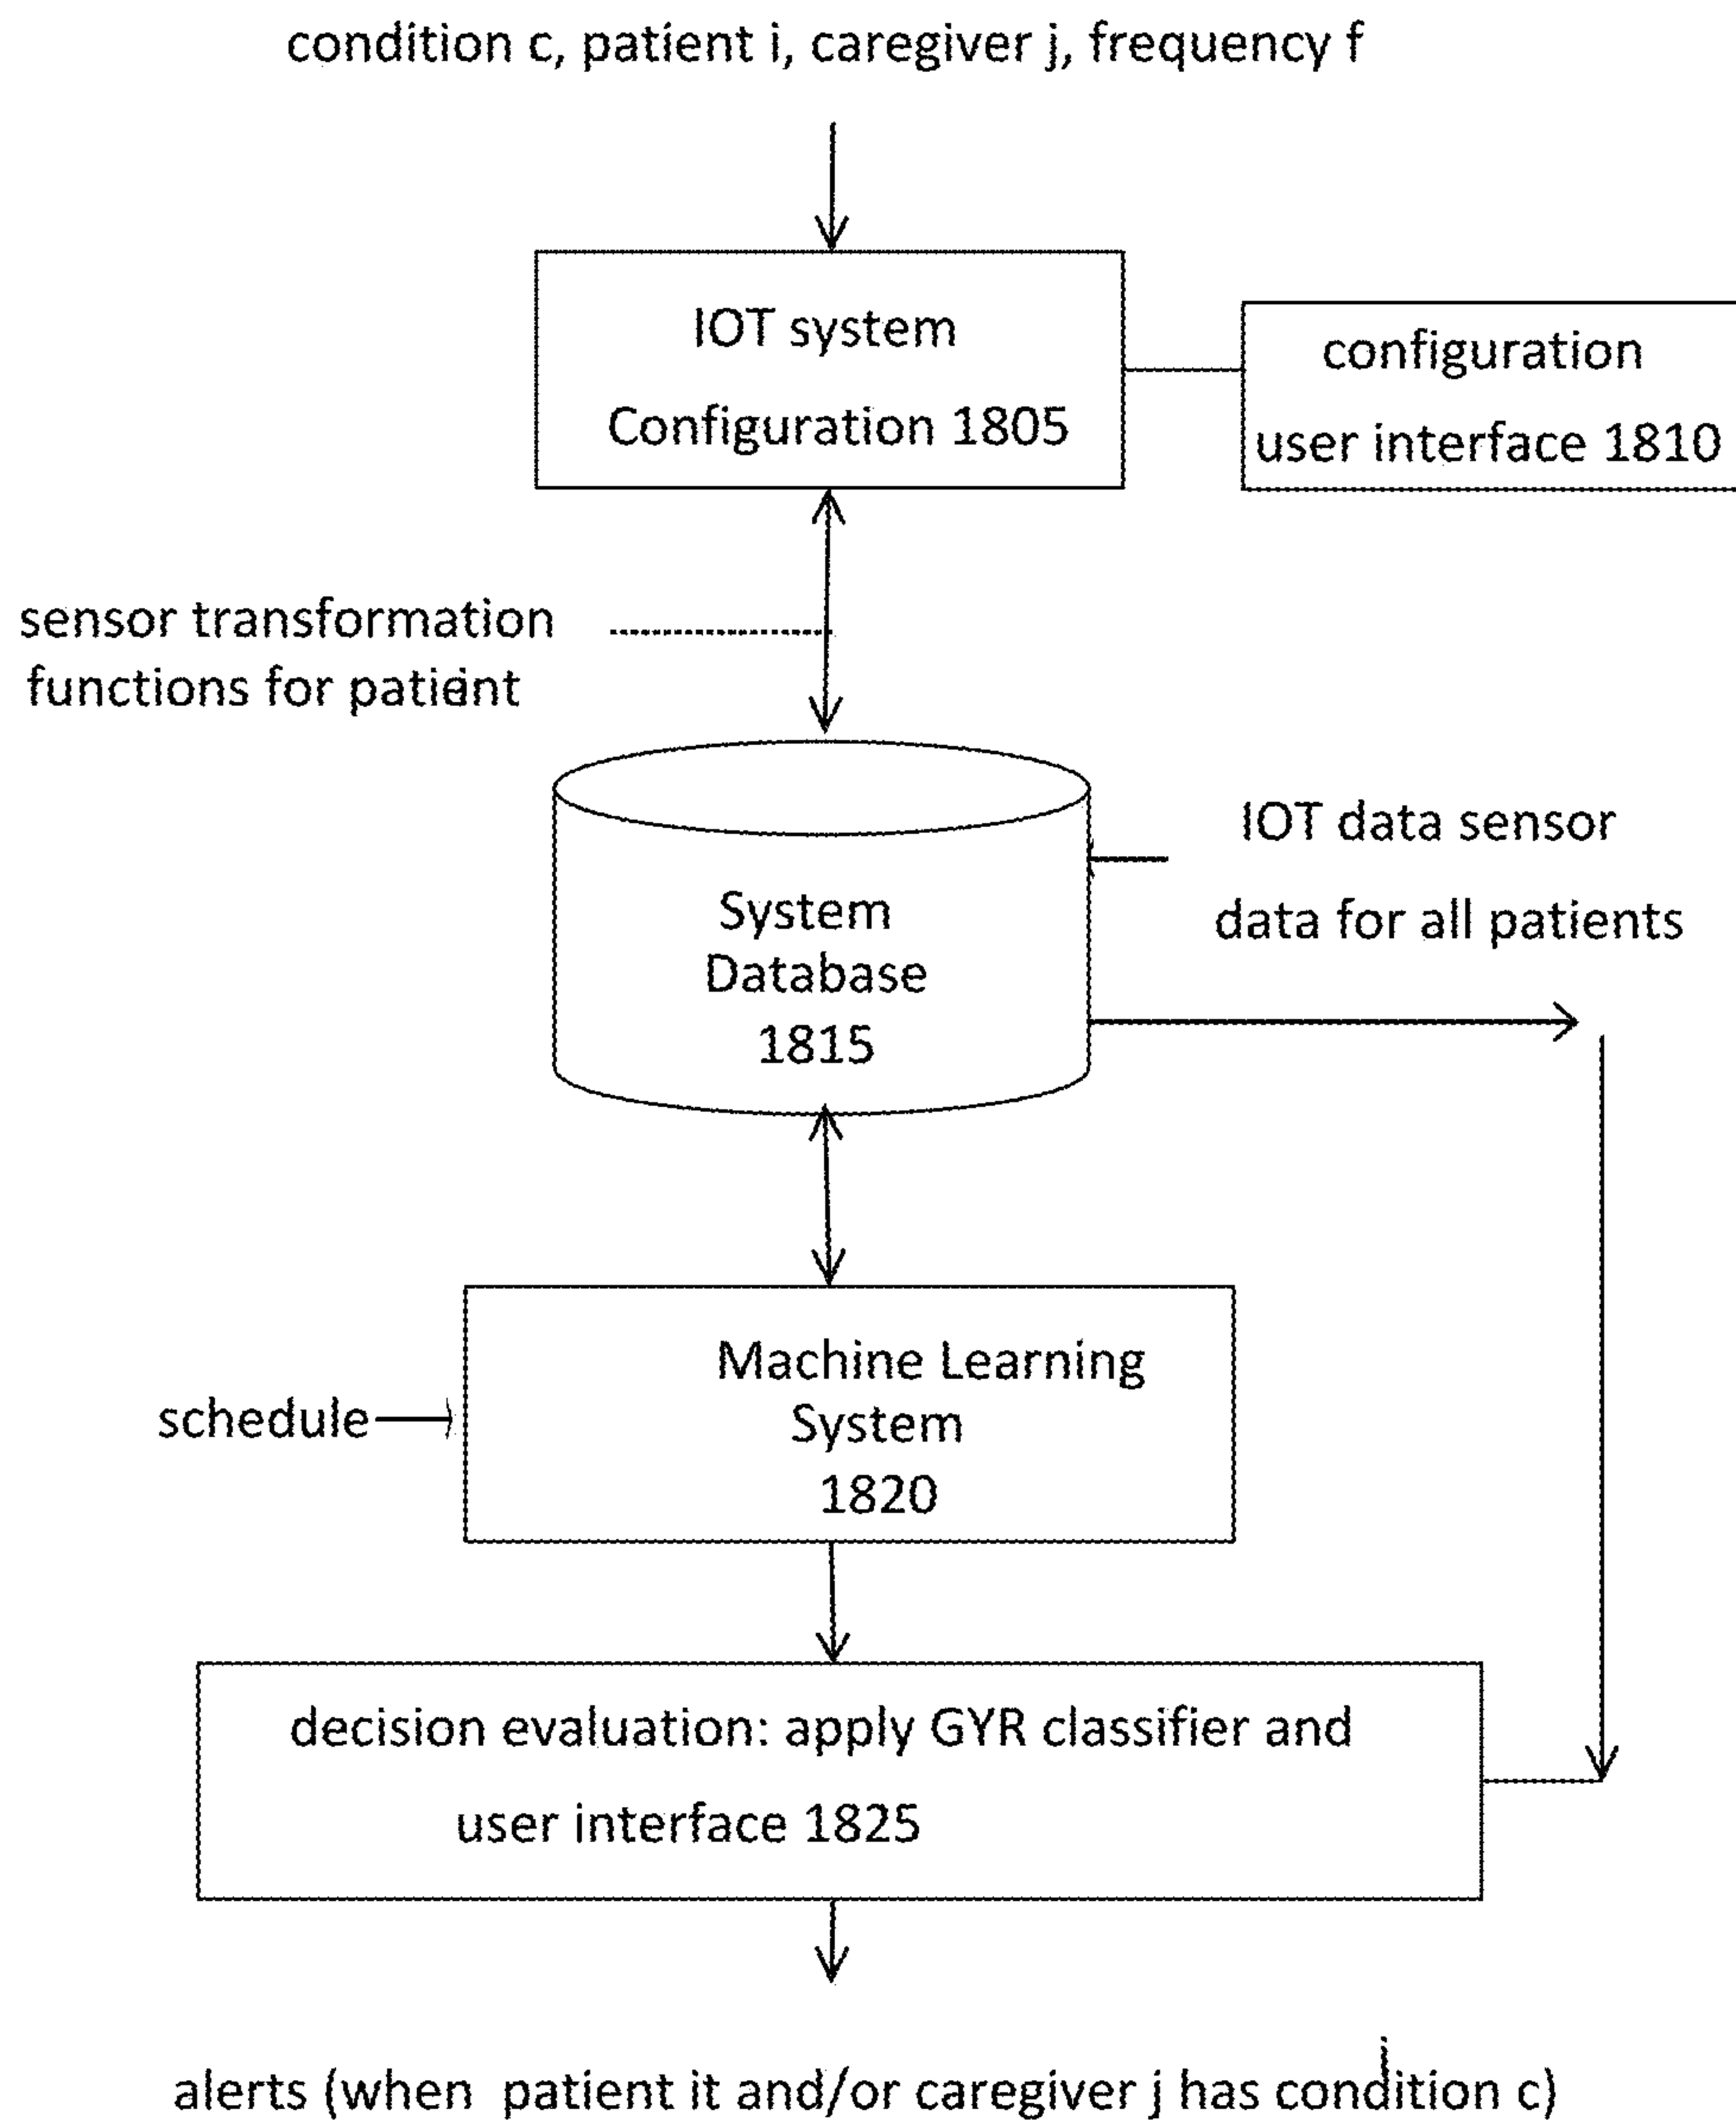 condition c, patient i, caregiver j, frequency f
IOT system
Configuration 1805
configuration
user interface 1810
sensor transformation
functions for patient
IOT data sensor
data for all patients
System
Database
1815
Machine Learning
System
1820
schedule
decision evaluation: apply GYR classifier and
user interface 1825
alerts (when patient it and/or caregiver j has condition c)